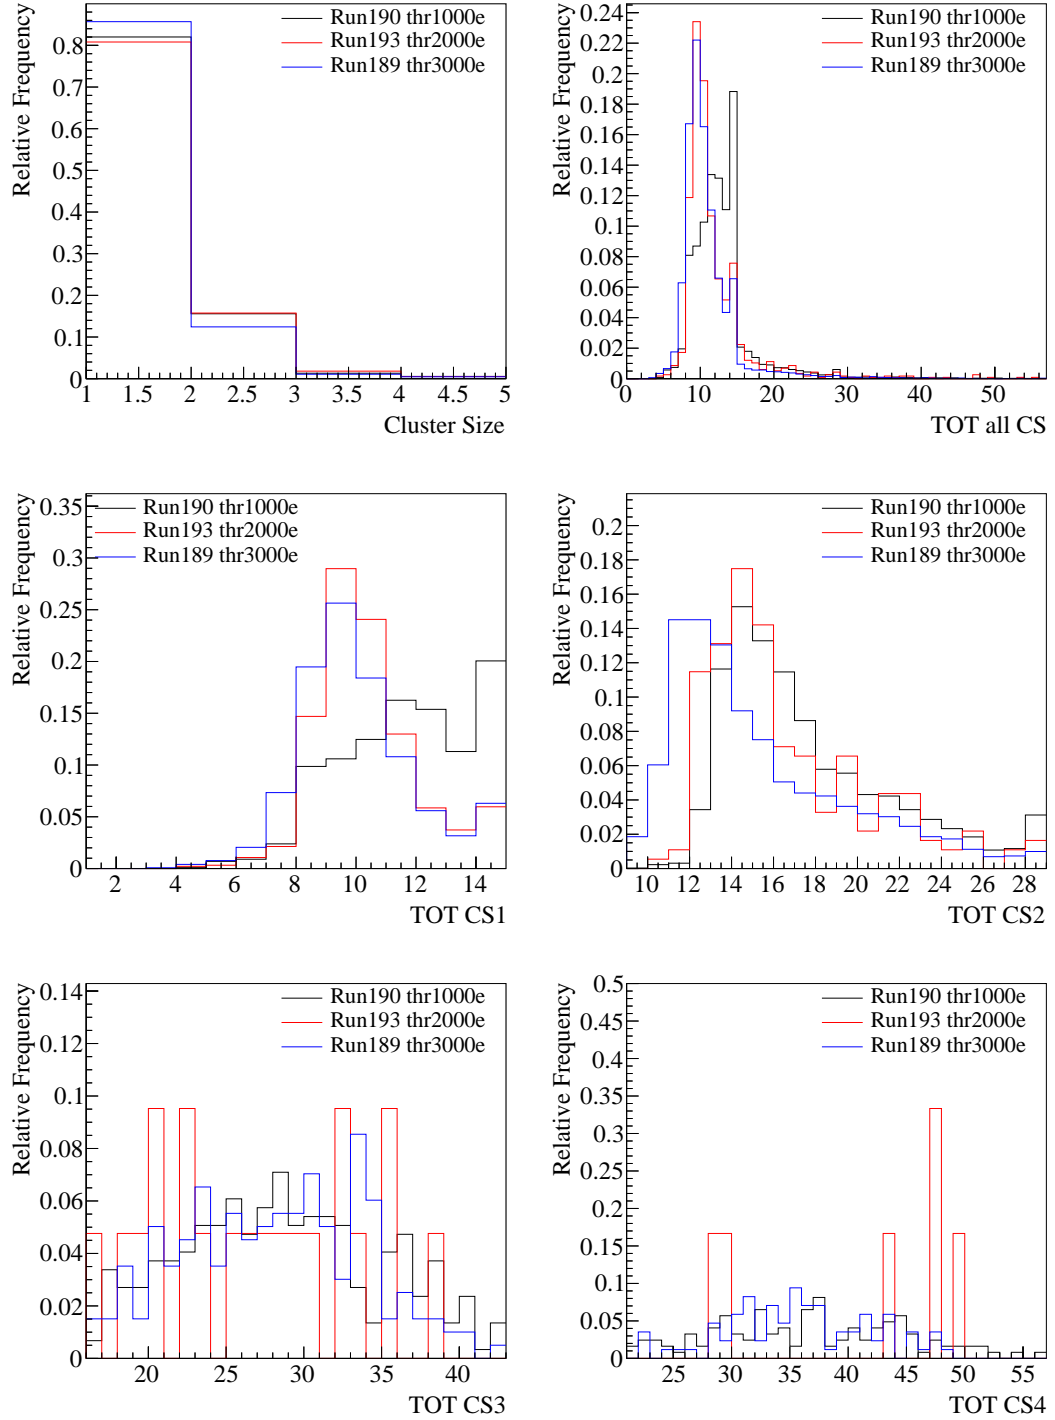 Relative Frequency
0.8
0.7
0.6
0.5
0.4
0.3
0.2
0.1
0
Run190 thr1000e
Run193 thr2000e
Run189 thr3000e
1 1.5 2 2.5 3 3.5 4 4.5 5
Cluster Size
Relative Frequency
0.24
0.22
0.2
0.18
0.16
0.14
0.12
0.1
0.08
0.06
0.04
0.02
0
Run190 thr1000e
Run193 thr2000e
Run189 thr3000e
0 10 20 30 40 50
TOT all CS
Relative Frequency
0.35
0.3
0.25
0.2
0.15
0.1
0.05
0
Run190 thr1000e
Run193 thr2000e
Run189 thr3000e
2 4 6 8 10 12 14
TOT CS1
Relative Frequency
0.2
0.18
0.16
0.14
0.12
0.1
0.08
0.06
0.04
0.02
0
Run190 thr1000e
Run193 thr2000e
Run189 thr3000e
10 12 14 16 18 20 22 24 26 28
TOT CS2
Relative Frequency
0.14
0.12
0.1
0.08
0.06
0.04
0.02
0
Run190 thr1000e
Run193 thr2000e
Run189 thr3000e
20 25 30 35 40
TOT CS3
Relative Frequency
0.5
0.45
0.4
0.35
0.3
0.25
0.2
0.15
0.1
0.05
0
Run190 thr1000e
Run193 thr2000e
Run189 thr3000e
25 30 35 40 45 50 55
TOT CS4